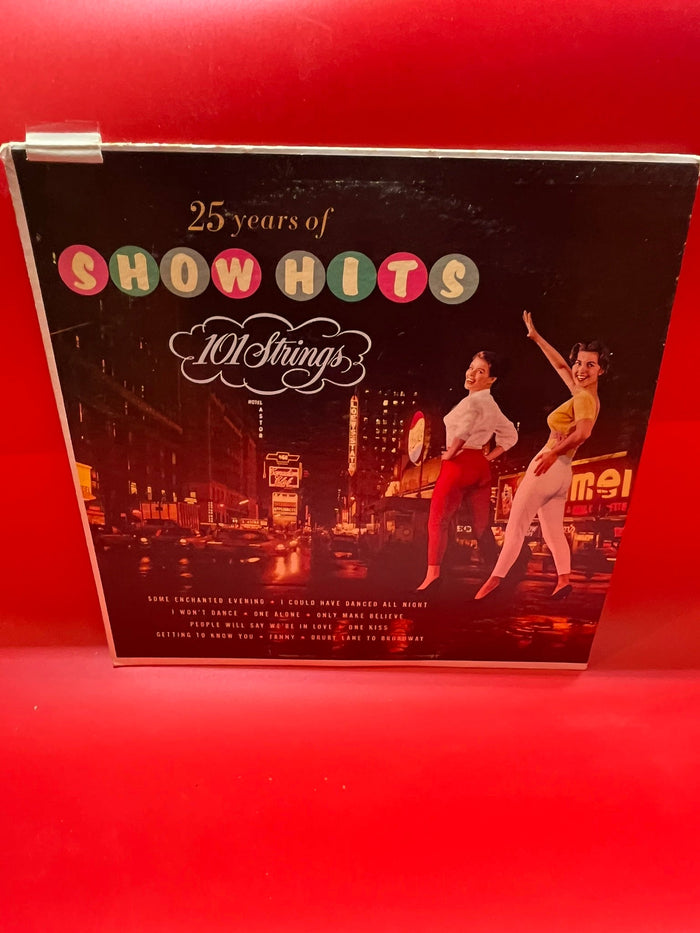 25 years of
SHOW HITS
101 Strings
HOTEL
ASTOR
LOEW'S STATE
SOME ENCHANTED EVENING • I COULD HAVE DANCED ALL NIGHT
I WON'T DANCE • ONE ALONE • ONLY MAKE BELIEVE
PEOPLE WILL SAY WE'RE IN LOVE • ONE KISS
GETTING TO KNOW YOU • FANNY • DRURY LANE TO BROADWAY